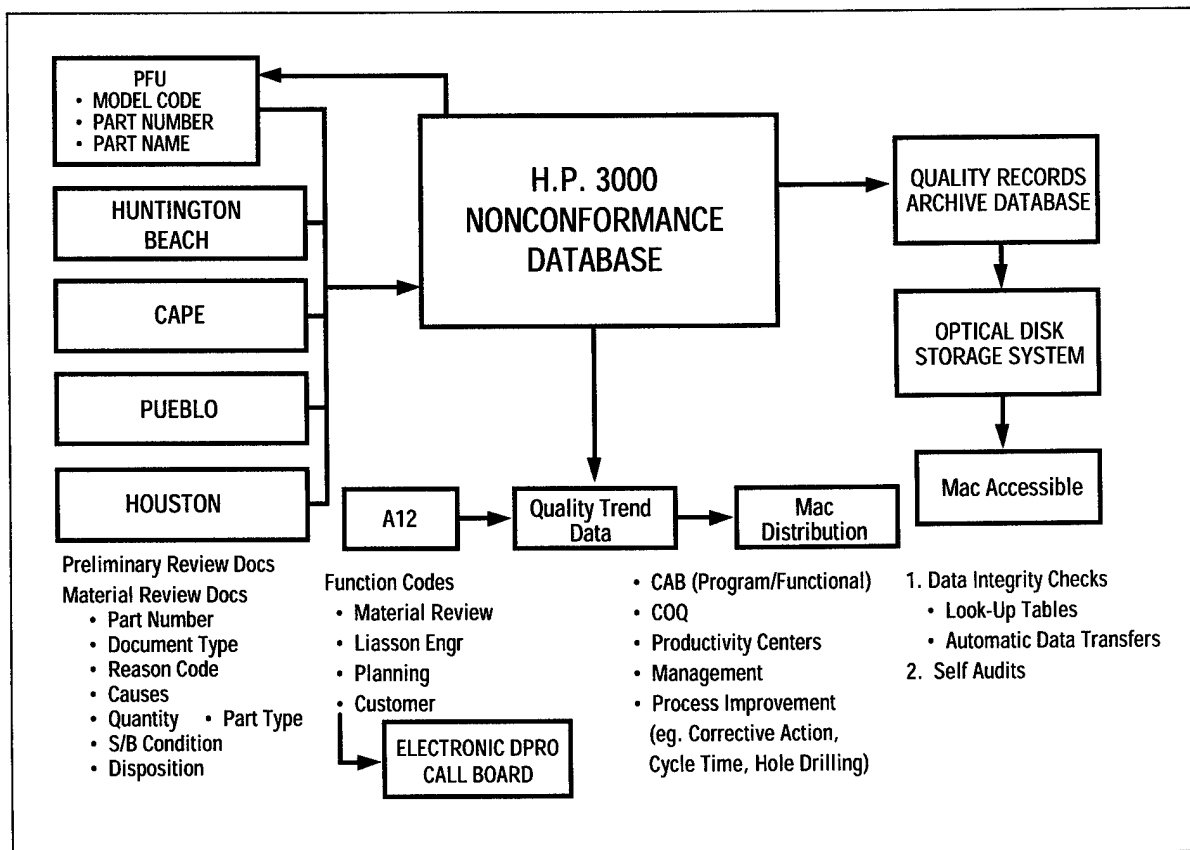 PFU
• MODEL CODE
• PART NUMBER
• PART NAME
HUNTINGTON
BEACH
CAPE
PUEBLO
HOUSTON
H.P. 3000
NONCONFORMANCE
DATABASE
QUALITY RECORDS
ARCHIVE DATABASE
OPTICAL DISK
STORAGE SYSTEM
Mac Accessible
A12
Quality Trend
Data
Mac
Distribution
Preliminary Review Docs
Material Review Docs
• Part Number
• Document Type
• Reason Code
• Causes
• Quantity • Part Type
• S/B Condition
• Disposition
Function Codes
• Material Review
• Liasson Engr
• Planning
• Customer
ELECTRONIC DPRO
CALL BOARD
• CAB (Program/Functional)
• COQ
• Productivity Centers
• Management
• Process Improvement
(eg. Corrective Action,
Cycle Time, Hole Drilling)
1. Data Integrity Checks
• Look-Up Tables
• Automatic Data Transfers
2. Self Audits